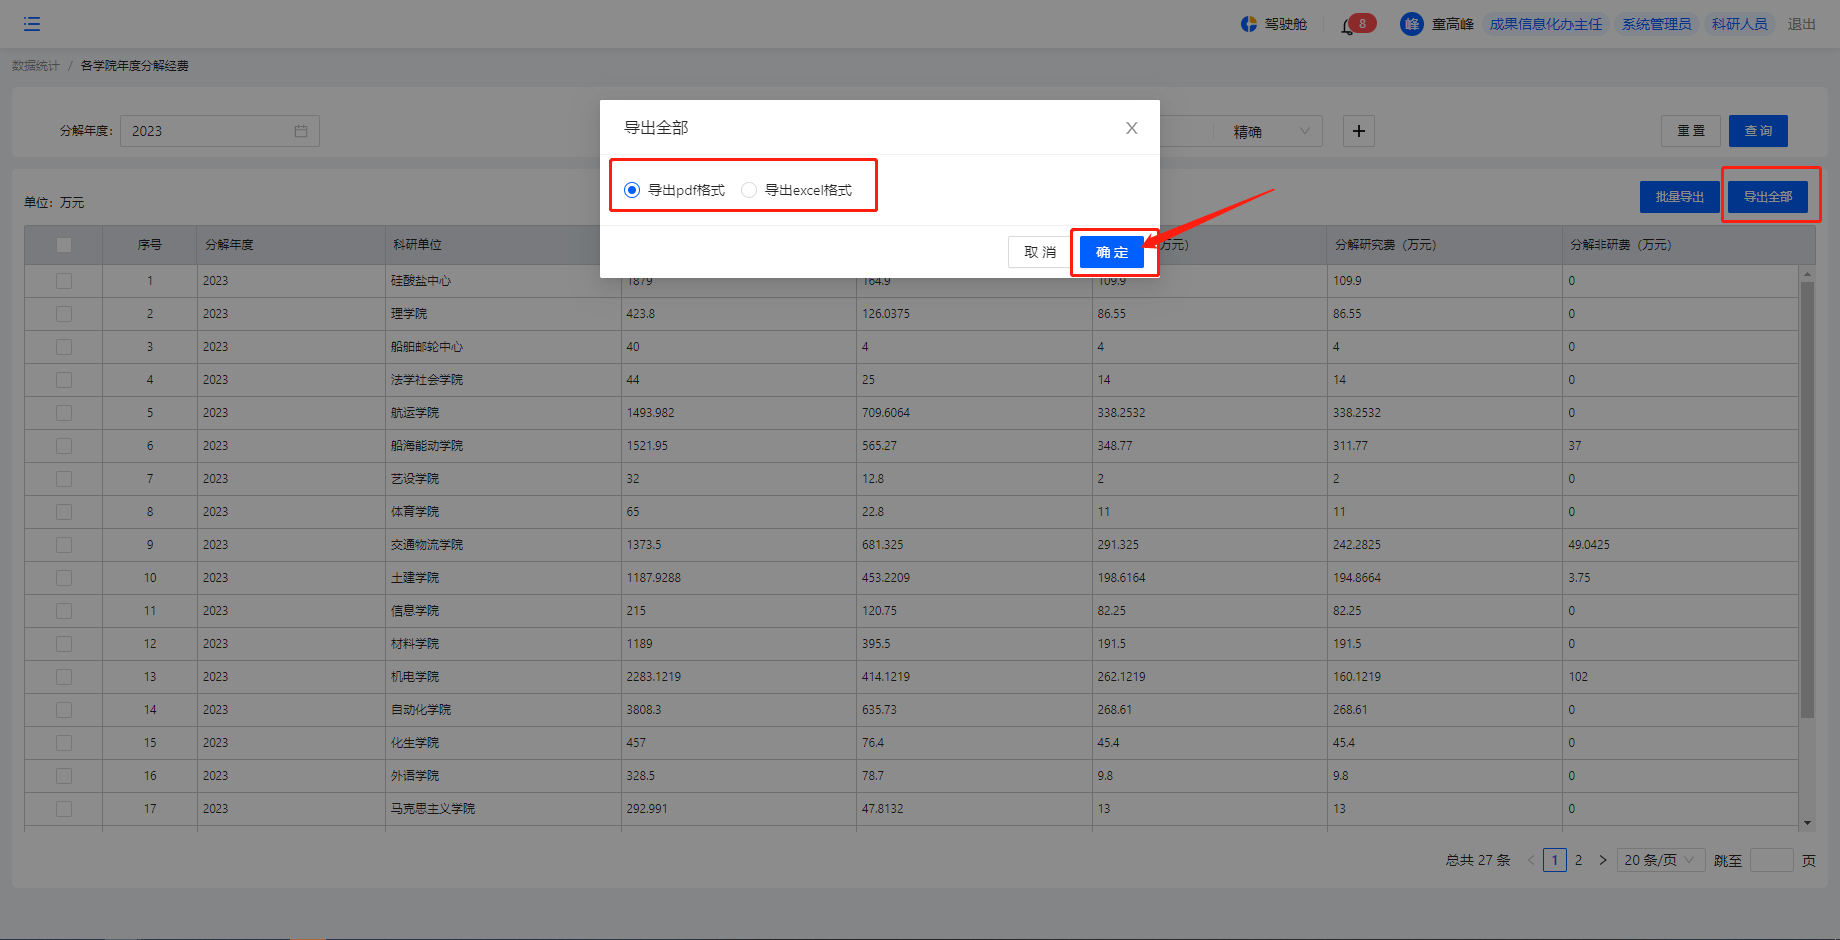 驾驶舱 8 峰 童高峰 成果信息化办主任 系统管理员 科研人员 退出
数据统计 / 各学院年度分解经费
分解年度: 2023 精确 + 重置 查询
导出全部 X
导出pdf格式 导出excel格式
取消 确定
单位: 万元 批量导出 导出全部
序号 分解年度 科研单位 万元） 分解研究费（万元） 分解非研费（万元）
1 2023 硅酸盐中心 1879 164.9 109.9 109.9 0
2 2023 理学院 423.8 126.0375 86.55 86.55 0
3 2023 船舶邮轮中心 40 4 4 4 0
4 2023 法学社会学院 44 25 14 14 0
5 2023 航运学院 1493.982 709.6064 338.2532 338.2532 0
6 2023 船海能动学院 1521.95 565.27 348.77 311.77 37
7 2023 艺设学院 32 12.8 2 2 0
8 2023 体育学院 65 22.8 11 11 0
9 2023 交通物流学院 1373.5 681.325 291.325 242.2825 49.0425
10 2023 土建学院 1187.9288 453.2209 198.6164 194.8664 3.75
11 2023 信息学院 215 120.75 82.25 82.25 0
12 2023 材料学院 1189 395.5 191.5 191.5 0
13 2023 机电学院 2283.1219 414.1219 262.1219 160.1219 102
14 2023 自动化学院 3808.3 635.73 268.61 268.61 0
15 2023 化生学院 457 76.4 45.4 45.4 0
16 2023 外语学院 328.5 78.7 9.8 9.8 0
17 2023 马克思主义学院 292.991 47.8132 13 13 0
总共 27 条 < 1 2 > 20 条/页 跳至 页